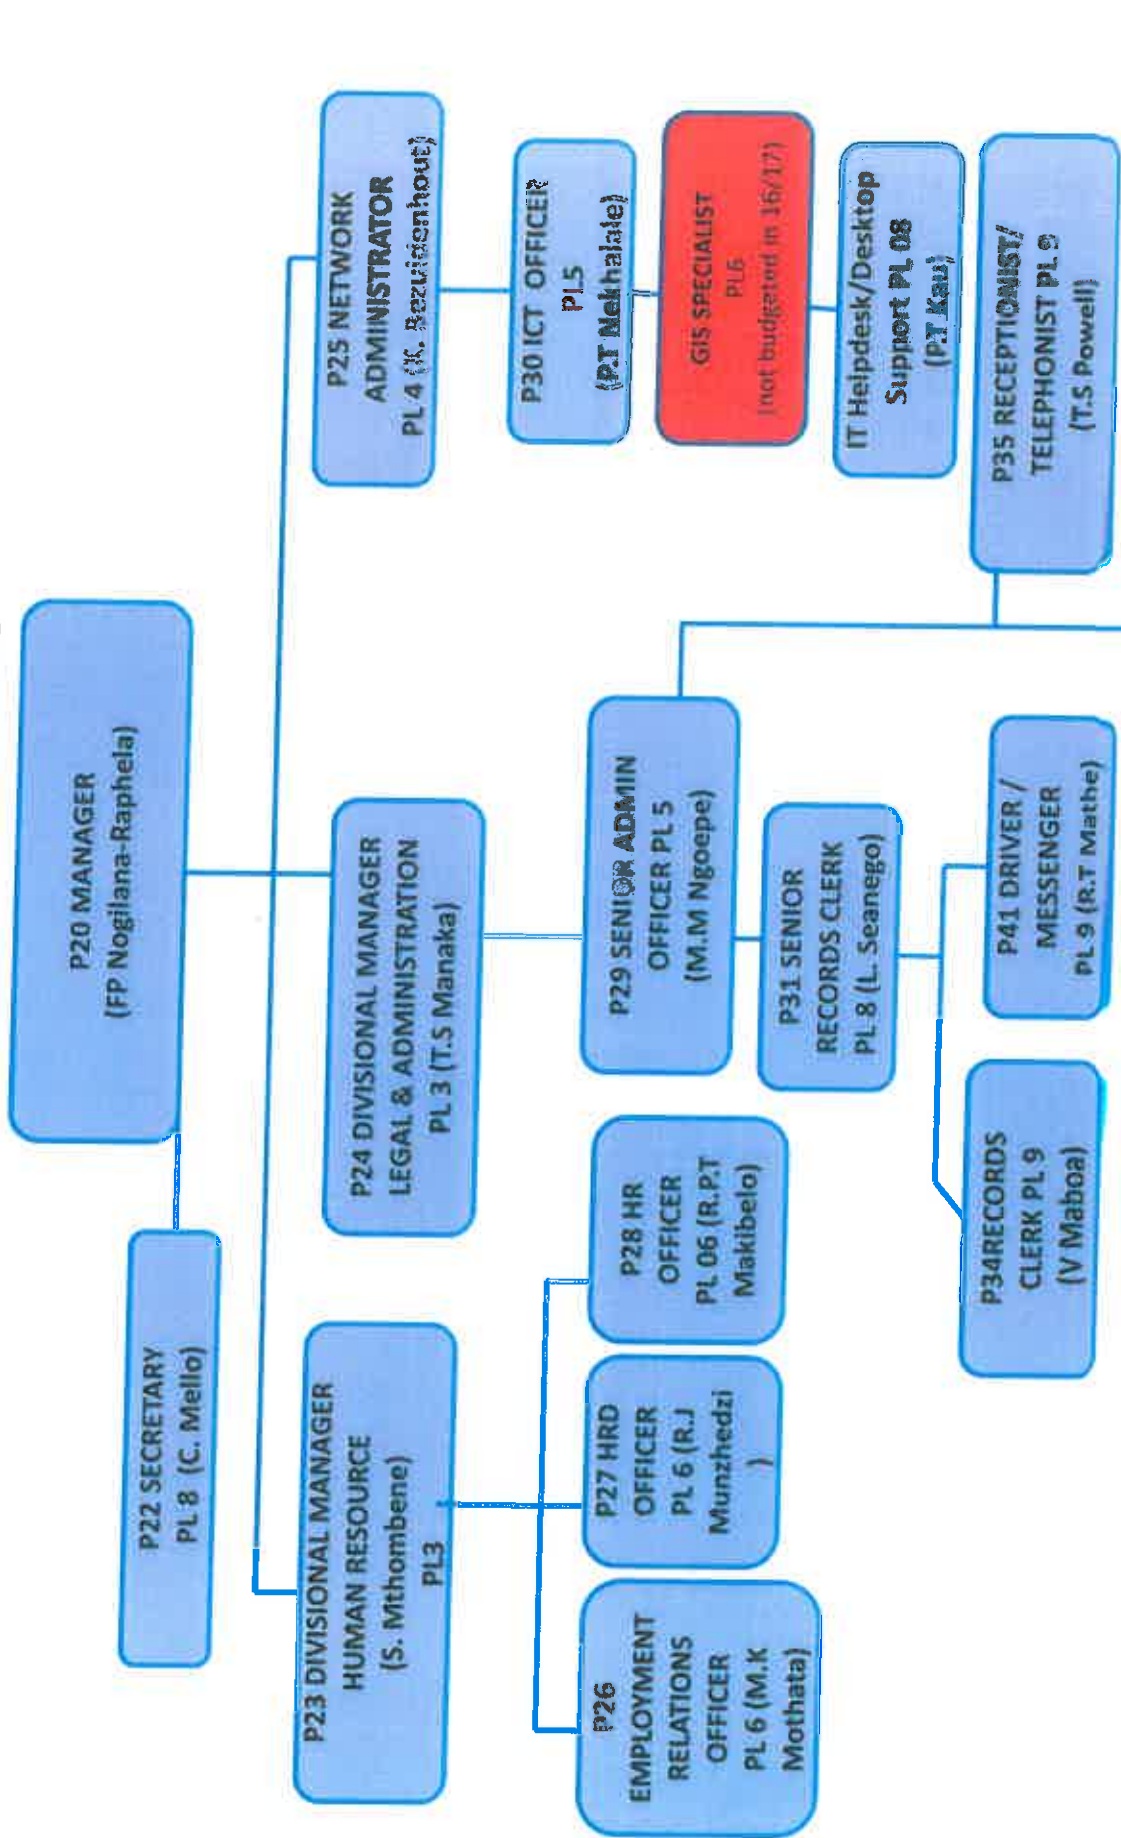 P20 MANAGER
(FP Nogilana-Raphela)
P22 SECRETARY
PL 8 (C. Mello)
P23 DIVISIONAL MANAGER
HUMAN RESOURCE
(S. Mthombene)
PL3
P24 DIVISIONAL MANAGER
LEGAL & ADMINISTRATION
PL 3 (T.S Manaka)
P25 NETWORK
ADMINISTRATOR
PL 4 (K. Bezuidenhout)
P26
EMPLOYMENT
RELATIONS
OFFICER
PL 6 (M.K
Mothata)
P27 HRD
OFFICER
PL 6 (R.J
Munzhedzi
)
P28 HR
OFFICER
PL 06 (R.P.T
Makibelo)
P29 SENIOR ADMIN
OFFICER PL 5
(M.M Ngoepe)
P31 SENIOR
RECORDS CLERK
PL 8 (L. Seanego)
P34RECORDS
CLERK PL 9
(V Maboa)
P41 DRIVER /
MESSENGER
PL 9 (R.T Mathe)
P30 ICT OFFICER
PL5
(P.T Nekhalale)
GIS SPECIALIST
PL6
(not budgeted in 16/17)
IT Helpdesk/Desktop
Support PL 08
(P.T Kau)
P35 RECEPTIONIST/
TELEPHONIST PL 9
(T.S Powell)